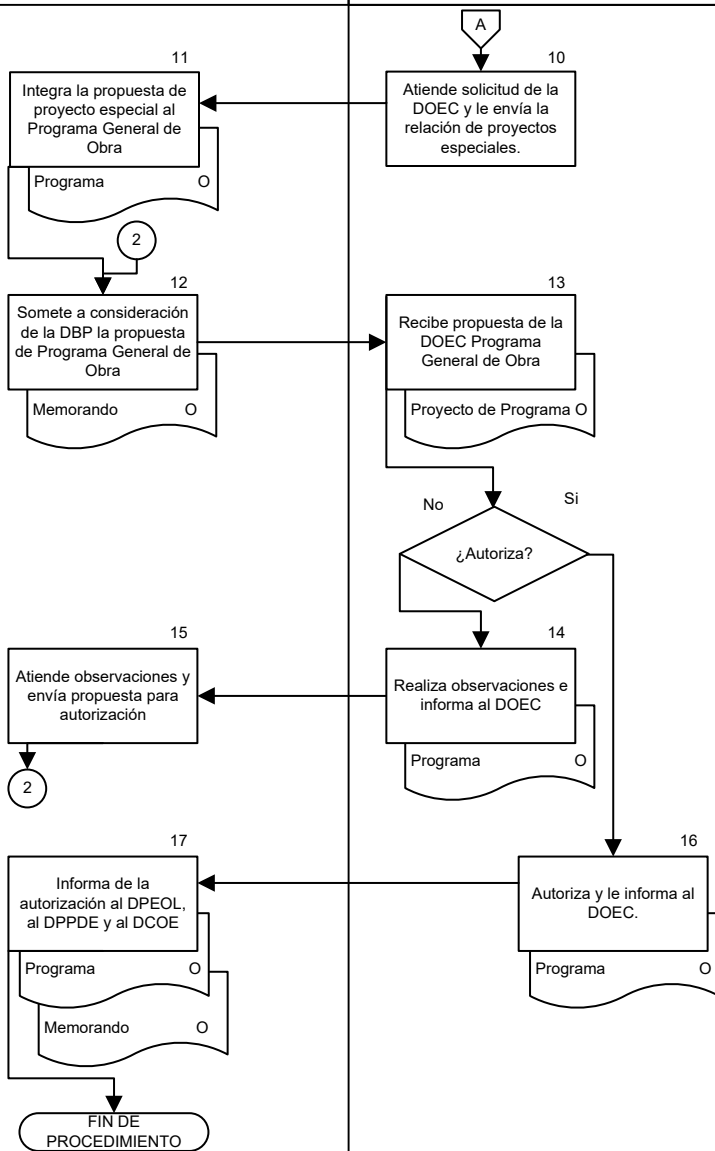 A
10
Atiende solicitud de la
DOEC y le envía la
relación de proyectos
especiales.
11
Integra la propuesta de
proyecto especial al
Programa General de
Obra
Programa O
2
12
Somete a consideración
de la DBP la propuesta
de Programa General de
Obra
Memorando O
13
Recibe propuesta de la
DOEC Programa
General de Obra
Proyecto de Programa O
No
Si
¿Autoriza?
14
Realiza observaciones e
informa al DOEC
Programa O
15
Atiende observaciones y
envía propuesta para
autorización
2
16
Autoriza y le informa al
DOEC.
Programa O
17
Informa de la
autorización al DPEOL,
al DPPDE y al DCOE
Programa O
Memorando O
FIN DE
PROCEDIMIENTO